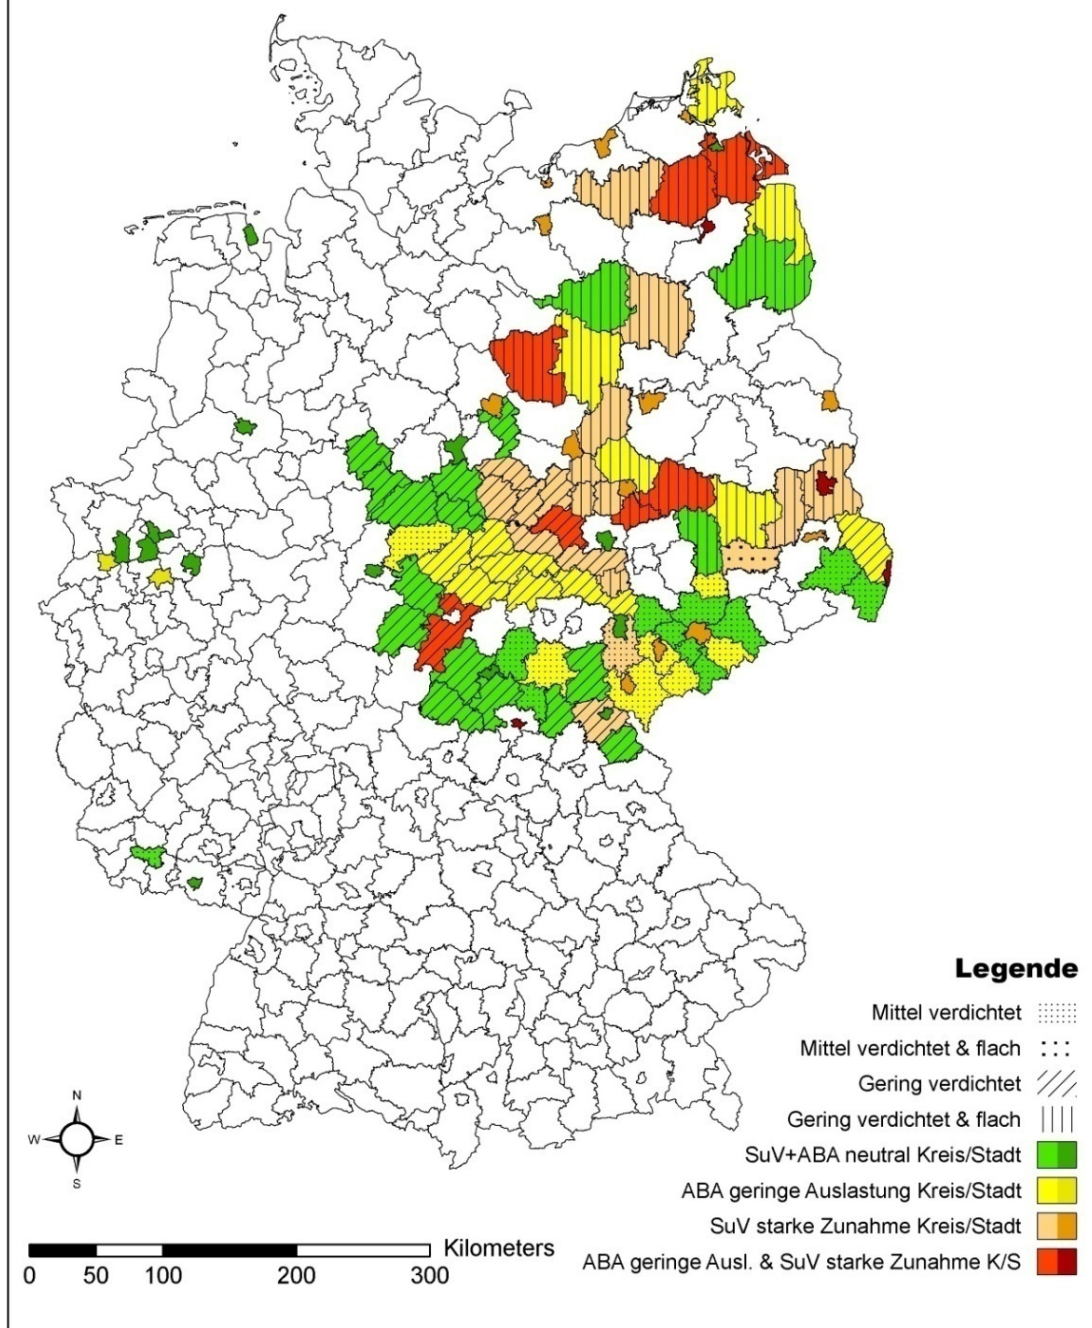 Legende
Mittel verdichtet
Mittel verdichtet & flach
Gering verdichtet
Gering verdichtet & flach
SuV+ABA neutral Kreis/Stadt
ABA geringe Auslastung Kreis/Stadt
SuV starke Zunahme Kreis/Stadt
ABA geringe Ausl. & SuV starke Zunahme K/S
N
W E
S
Kilometers
0 50 100 200 300